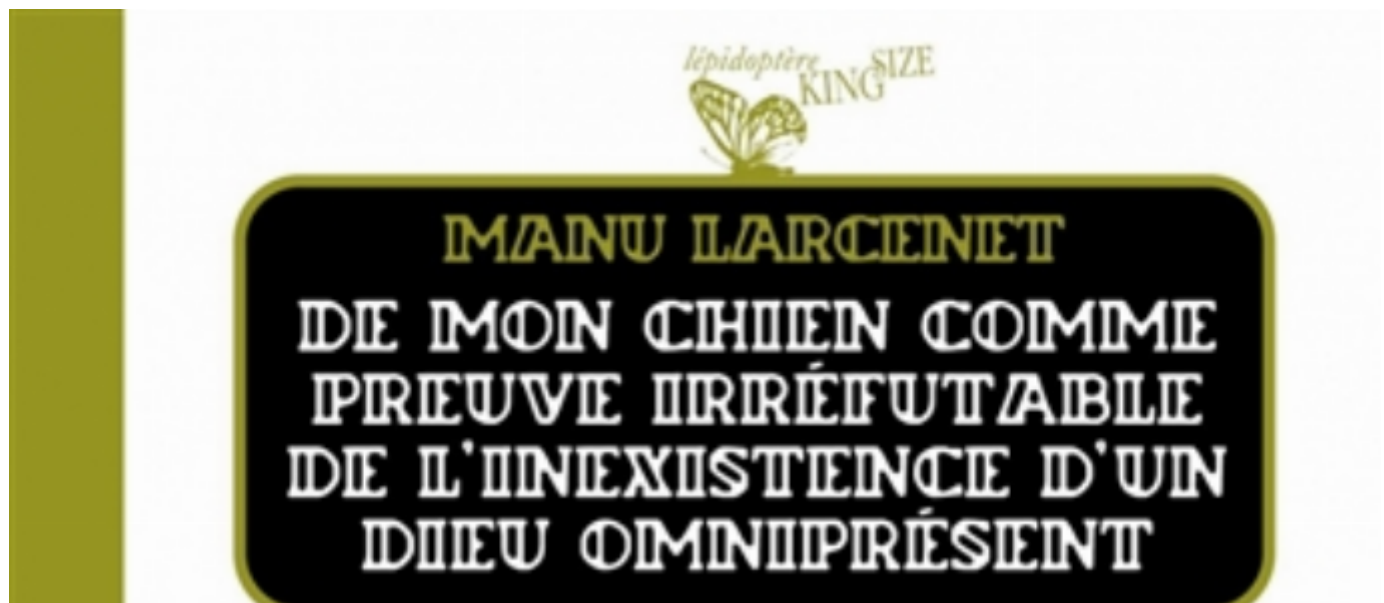 lépidoptère
KING SIZE
MANU LARCENET
DE MON CHIEN COMME
PREUVE IRRÉFUTABLE
DE L'INEXISTENCE D'UN
DIEU OMNIPRÉSENT